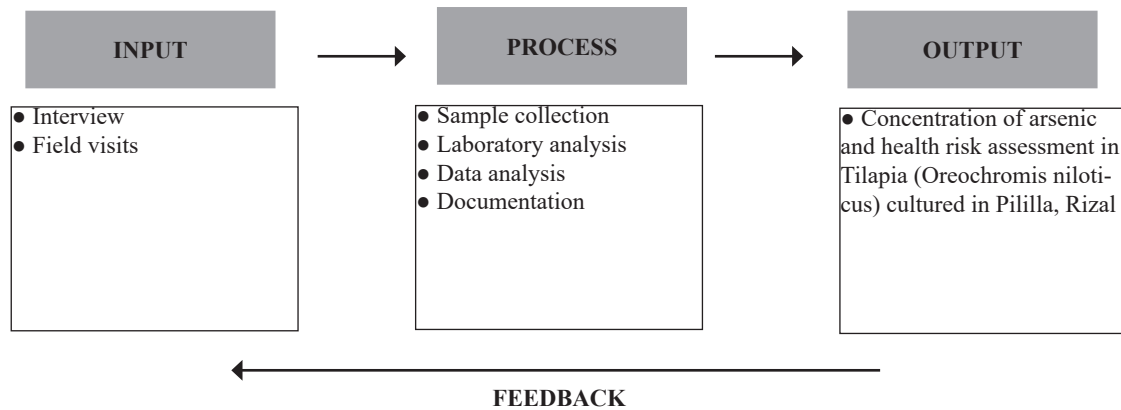 INPUT
PROCESS
OUTPUT
● Interview
● Field visits
● Sample collection
● Laboratory analysis
● Data analysis
● Documentation
● Concentration of arsenic
and health risk assessment in
Tilapia (Oreochromis niloti-
cus) cultured in Pililla, Rizal
FEEDBACK